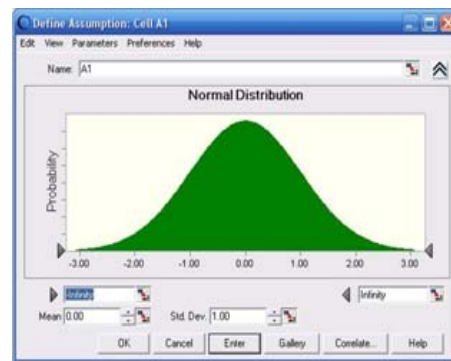 Define Assumption: Cell A1
Edit View Parameters Preferences Help
Name: A1
Normal Distribution
Probability
-3.00 -2.00 -1.00 0.00 1.00 2.00 3.00
-Infinity Infinity
Mean 0.00 Std. Dev. 1.00
OK Cancel Enter Gallery Correlate... Help